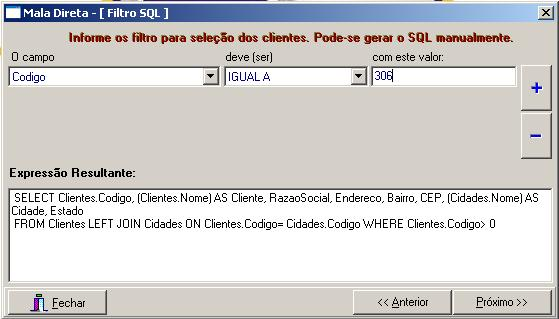 Mala Direta - [ Filtro SQL ]
Informe os filtro para seleção dos clientes. Pode-se gerar o SQL manualmente.
O campo deve (ser) com este valor:
Codigo IGUAL A 306
+
−
Expressão Resultante:
SELECT Clientes.Codigo, (Clientes.Nome) AS Cliente, RazaoSocial, Endereco, Bairro, CEP, (Cidades.Nome) AS
Cidade, Estado
FROM Clientes LEFT JOIN Cidades ON Clientes.Codigo= Cidades.Codigo WHERE Clientes.Codigo> 0
Fechar << Anterior Próximo >>